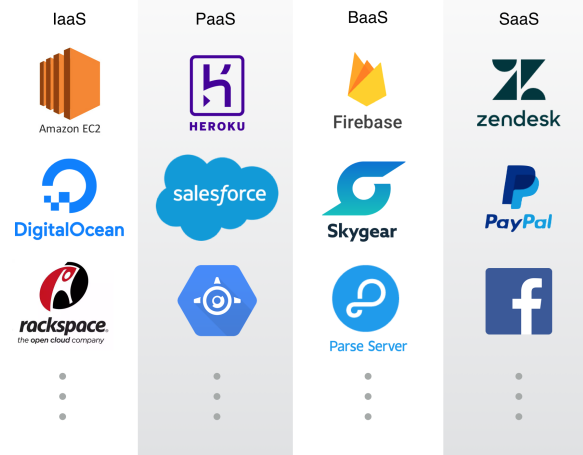 IaaS
PaaS
BaaS
SaaS
Amazon EC2
HEROKU
Firebase
zendesk
DigitalOcean
salesforce
Skygear
PayPal
rackspace®
the open cloud company
Parse Server
f